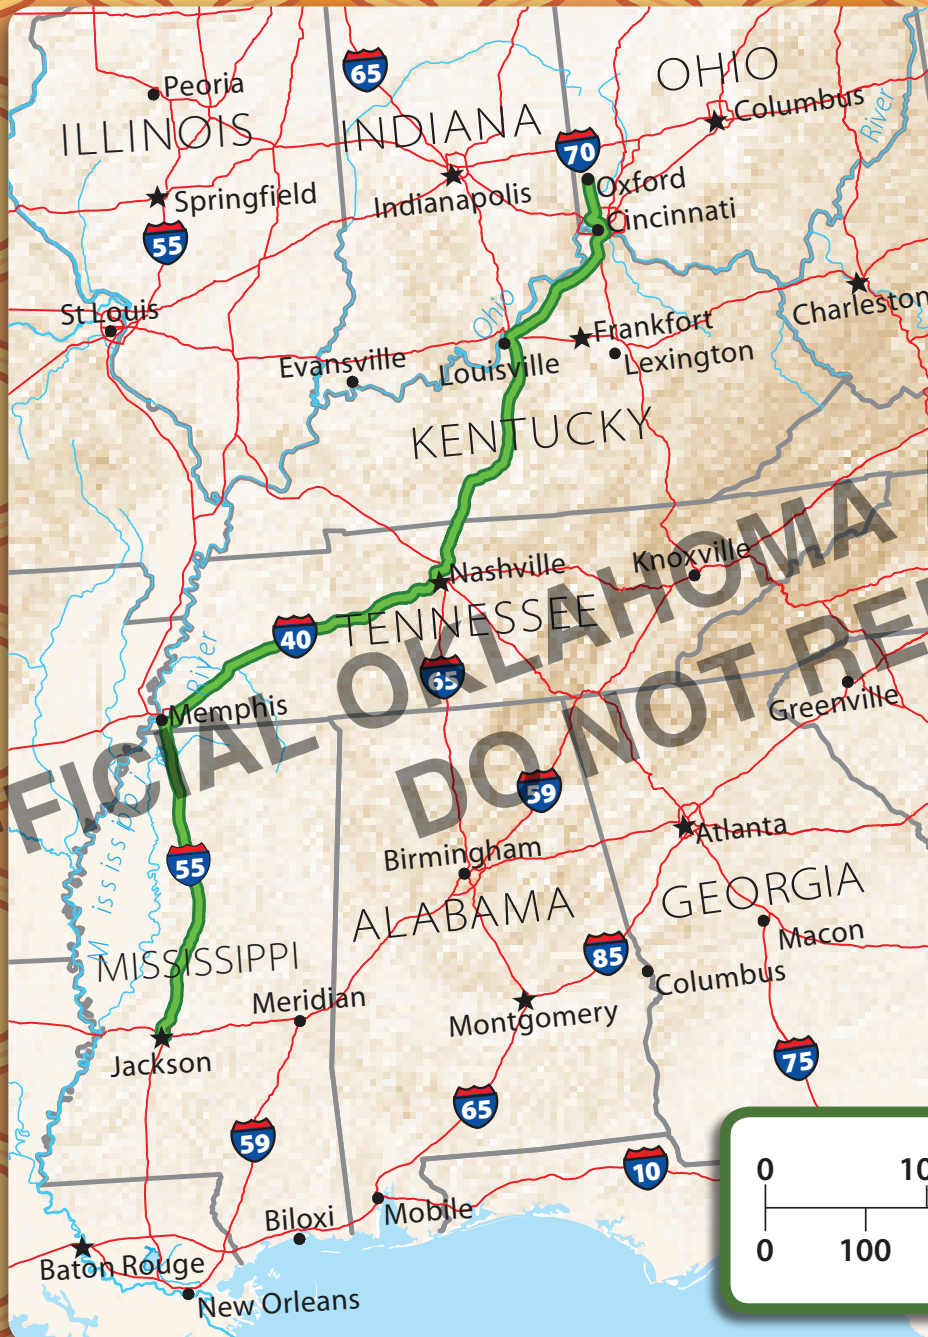 65
OHIO
Peoria
Columbus
ILLINOIS
INDIANA
River
70
Oxford
Springfield
Indianapolis
Cincinnati
55
St Louis
Ohio
Charleston
Frankfort
Evansville
Louisville
Lexington
KENTUCKY
Nashville
Knoxville
TENNESSEE
40
River
65
FICIAL OKLAHOMA
DO NOT RE
Memphis
Greenville
59
Atlanta
Birmingham
55
GEORGIA
ALABAMA
Macon
85
MISSISSIPPI
Columbus
Meridian
Montgomery
Jackson
75
65
59
10
0 10
0 100
Biloxi
Mobile
Baton Rouge
New Orleans